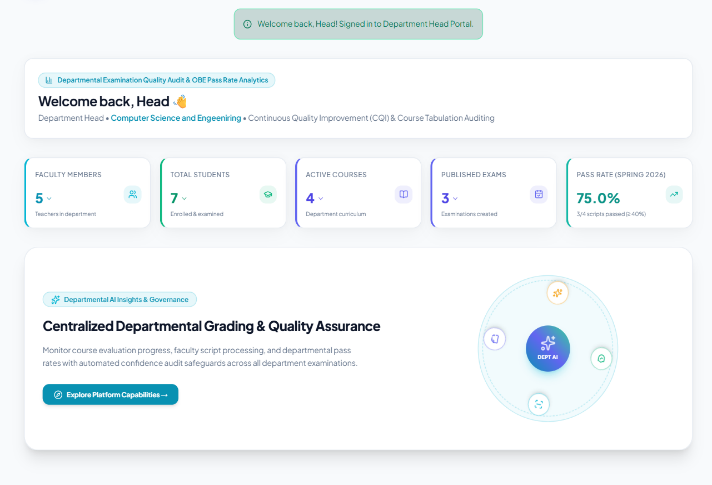 Welcome back, Head! Signed in to Department Head Portal.
Departmental Examination Quality Audit & OBE Pass Rate Analytics
Welcome back, Head 👋
Department Head • Computer Science and Engeeniring • Continuous Quality Improvement (CQI) & Course Tabulation Auditing
FACULTY MEMBERS
5
Teachers in department
TOTAL STUDENTS
7
Enrolled & examined
ACTIVE COURSES
4
Department curriculum
PUBLISHED EXAMS
3
Examinations created
PASS RATE (SPRING 2026)
75.0%
3/4 scripts passed (≥40%)
Departmental AI Insights & Governance
Centralized Departmental Grading & Quality Assurance
Monitor course evaluation progress, faculty script processing, and departmental pass
rates with automated confidence audit safeguards across all department examinations.
Explore Platform Capabilities →
DEPT AI